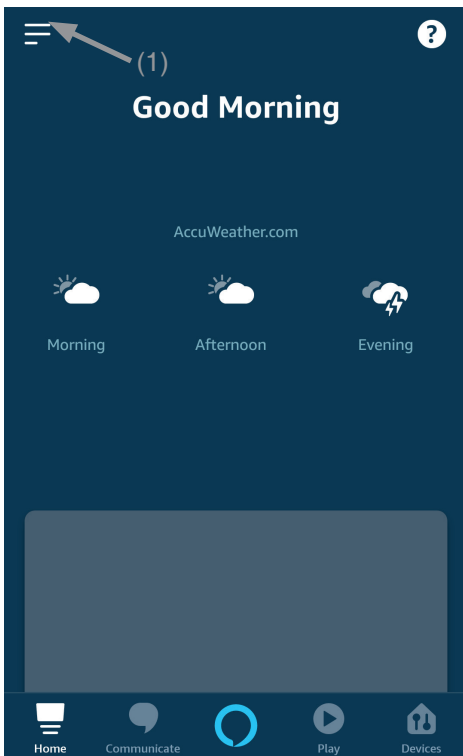 ?
(1)
Good Morning
AccuWeather.com
Morning Afternoon Evening
Home Communicate Play Devices